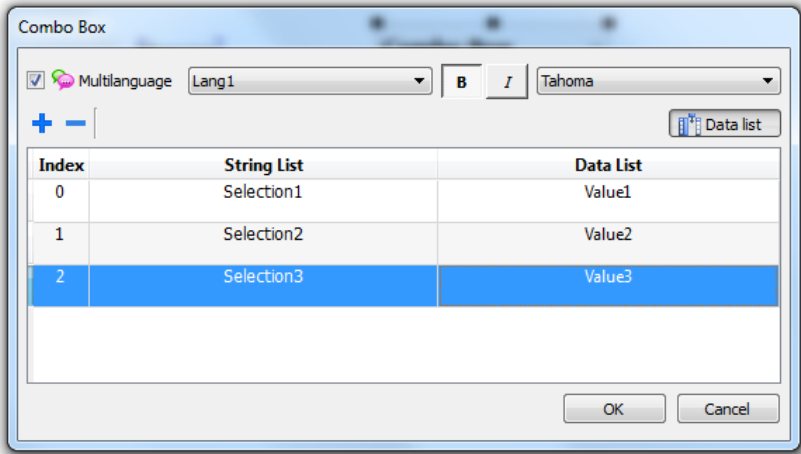 Combo Box
Multilanguage Lang1 B I Tahoma
Data list
Index String List Data List
0 Selection1 Value1
1 Selection2 Value2
2 Selection3 Value3
OK Cancel